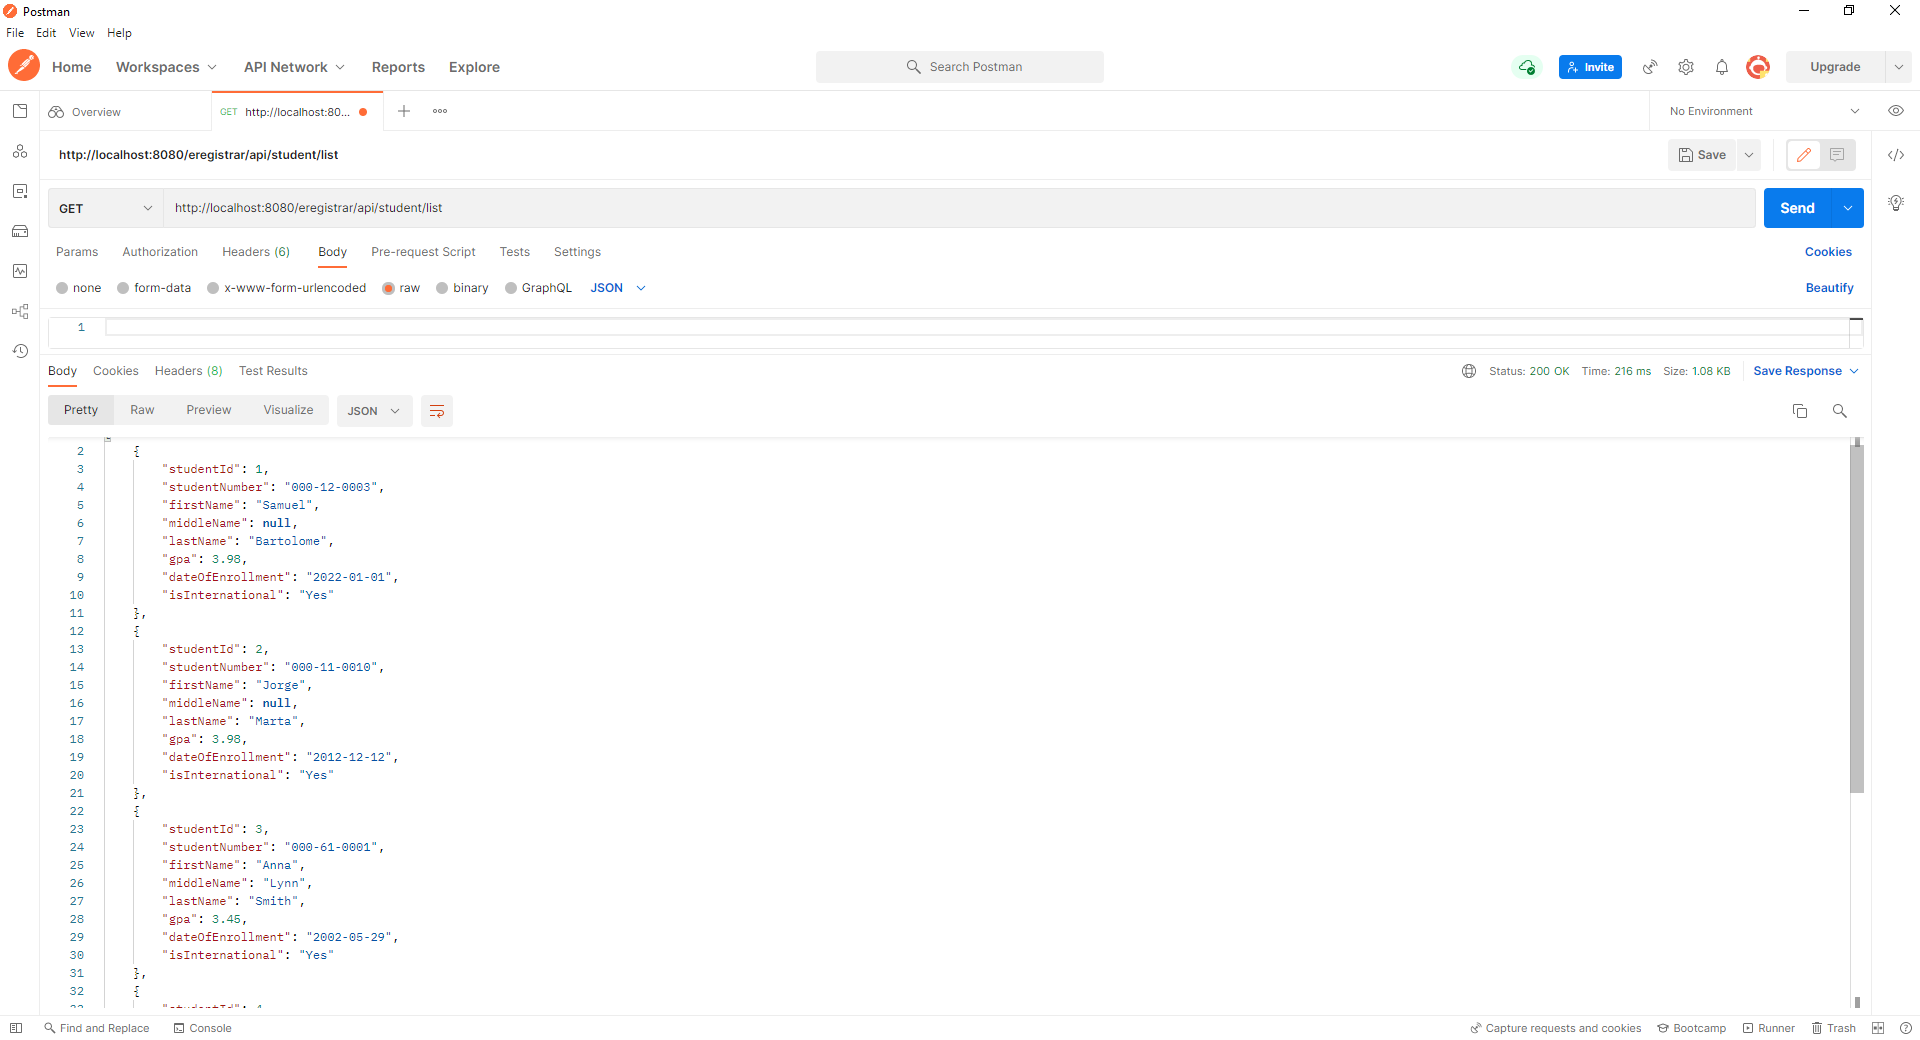 Postman
File Edit View Help
Home Workspaces API Network Reports Explore Search Postman Invite Upgrade
Overview GET http://localhost:80... No Environment
http://localhost:8080/eregistrar/api/student/list Save
GET http://localhost:8080/eregistrar/api/student/list Send
Params Authorization Headers (6) Body Pre-request Script Tests Settings Cookies
none form-data x-www-form-urlencoded raw binary GraphQL JSON Beautify
1
Body Cookies Headers (8) Test Results Status: 200 OK Time: 216 ms Size: 1.08 KB Save Response
Pretty Raw Preview Visualize JSON
2 {
3 "studentId": 1,
4 "studentNumber": "000-12-0003",
5 "firstName": "Samuel",
6 "middleName": null,
7 "lastName": "Bartolome",
8 "gpa": 3.98,
9 "dateOfEnrollment": "2022-01-01",
10 "isInternational": "Yes"
11 },
12 {
13 "studentId": 2,
14 "studentNumber": "000-11-0010",
15 "firstName": "Jorge",
16 "middleName": null,
17 "lastName": "Marta",
18 "gpa": 3.98,
19 "dateOfEnrollment": "2012-12-12",
20 "isInternational": "Yes"
21 },
22 {
23 "studentId": 3,
24 "studentNumber": "000-61-0001",
25 "firstName": "Anna",
26 "middleName": "Lynn",
27 "lastName": "Smith",
28 "gpa": 3.45,
29 "dateOfEnrollment": "2002-05-29",
30 "isInternational": "Yes"
31 },
32 {
Find and Replace Console Capture requests and cookies Bootcamp Runner Trash